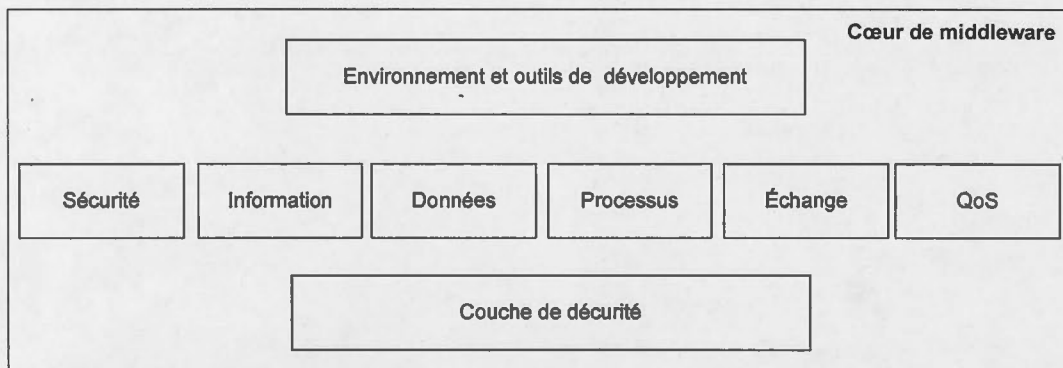 Cœur de middleware
Environnement et outils de développement
Sécurité
Information
Données
Processus
Échange
QoS
Couche de décurité